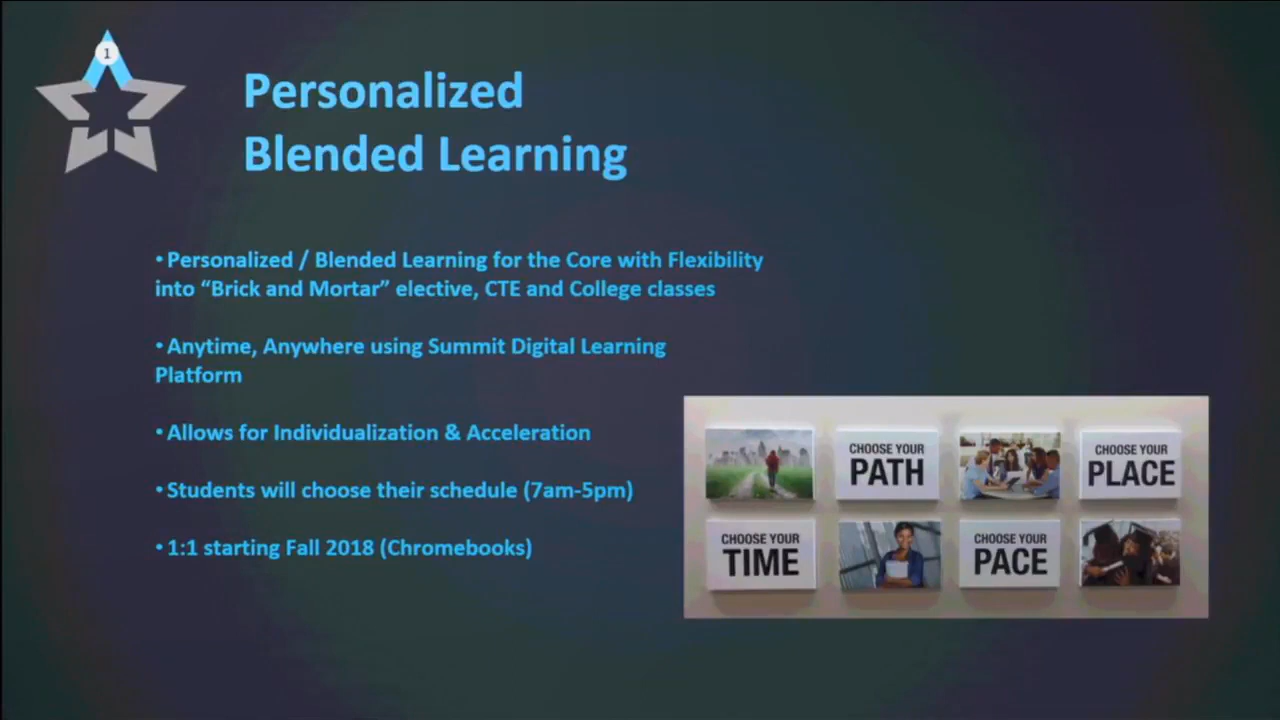 1
Personalized
Blended Learning
• Personalized / Blended Learning for the Core with Flexibility
into “Brick and Mortar” elective, CTE and College classes
• Anytime, Anywhere using Summit Digital Learning
Platform
• Allows for Individualization & Acceleration
• Students will choose their schedule (7am-5pm)
• 1:1 starting Fall 2018 (Chromebooks)
CHOOSE YOUR
PATH
CHOOSE YOUR
PLACE
CHOOSE YOUR
TIME
CHOOSE YOUR
PACE